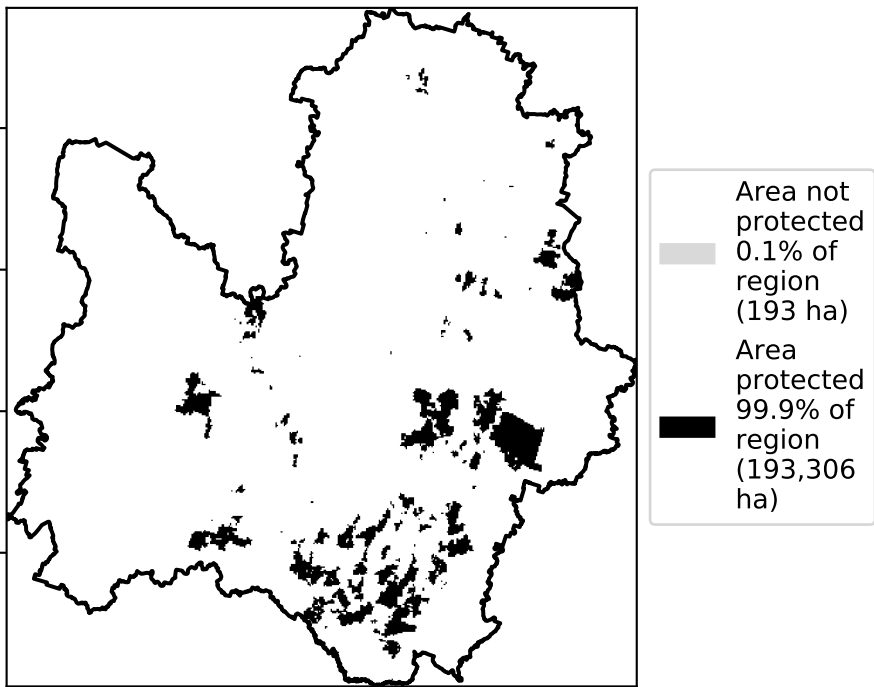 Area not
protected
0.1% of
region
(193 ha)
Area
protected
99.9% of
region
(193,306
ha)